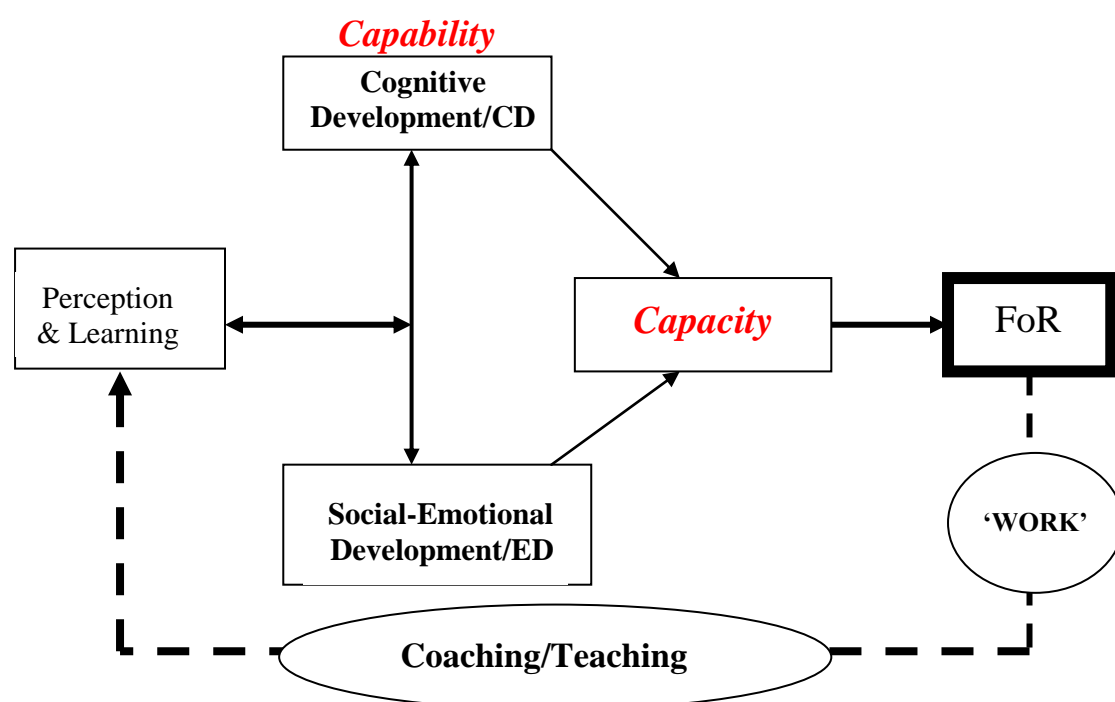 Capability
Cognitive
Development/CD
Perception
& Learning
Capacity
FoR
Social-Emotional
Development/ED
‘WORK’
Coaching/Teaching